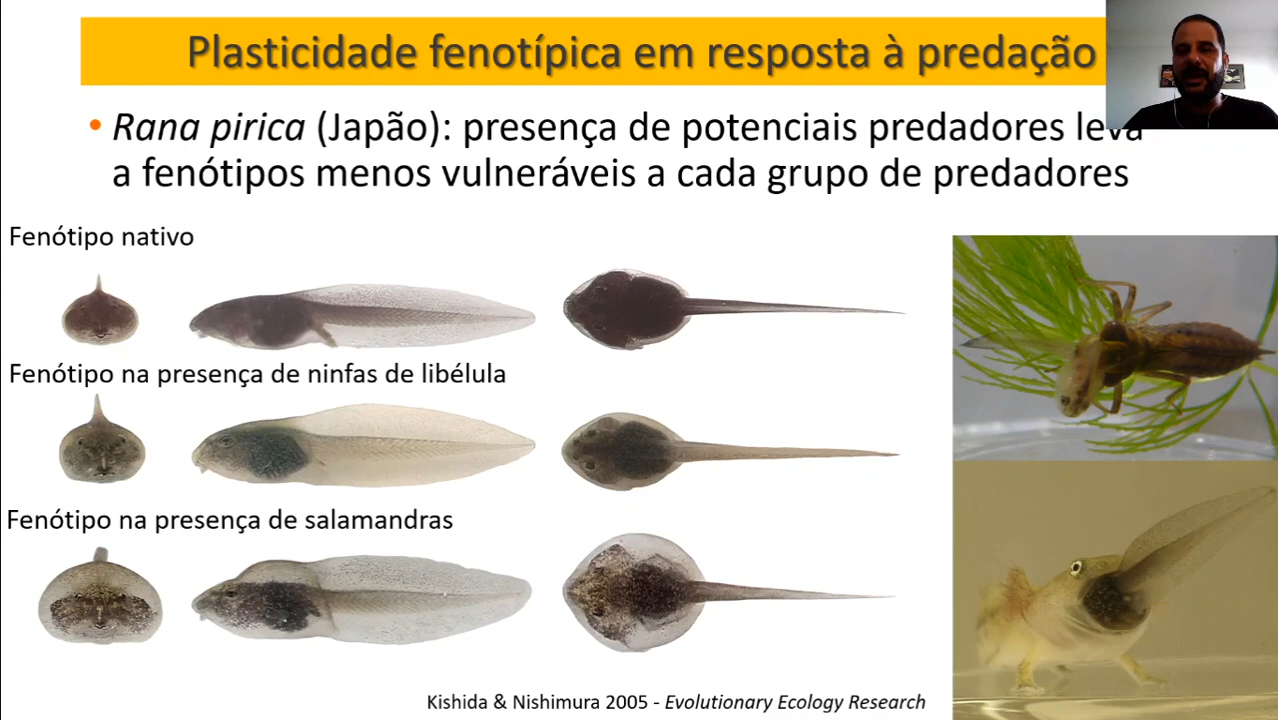 Plasticidade fenotípica em resposta à predação
• Rana pirica (Japão): presença de potenciais predadores leva
a fenótipos menos vulneráveis a cada grupo de predadores
Fenótipo nativo
Fenótipo na presença de ninfas de libélula
Fenótipo na presença de salamandras
Kishida & Nishimura 2005 - Evolutionary Ecology Research